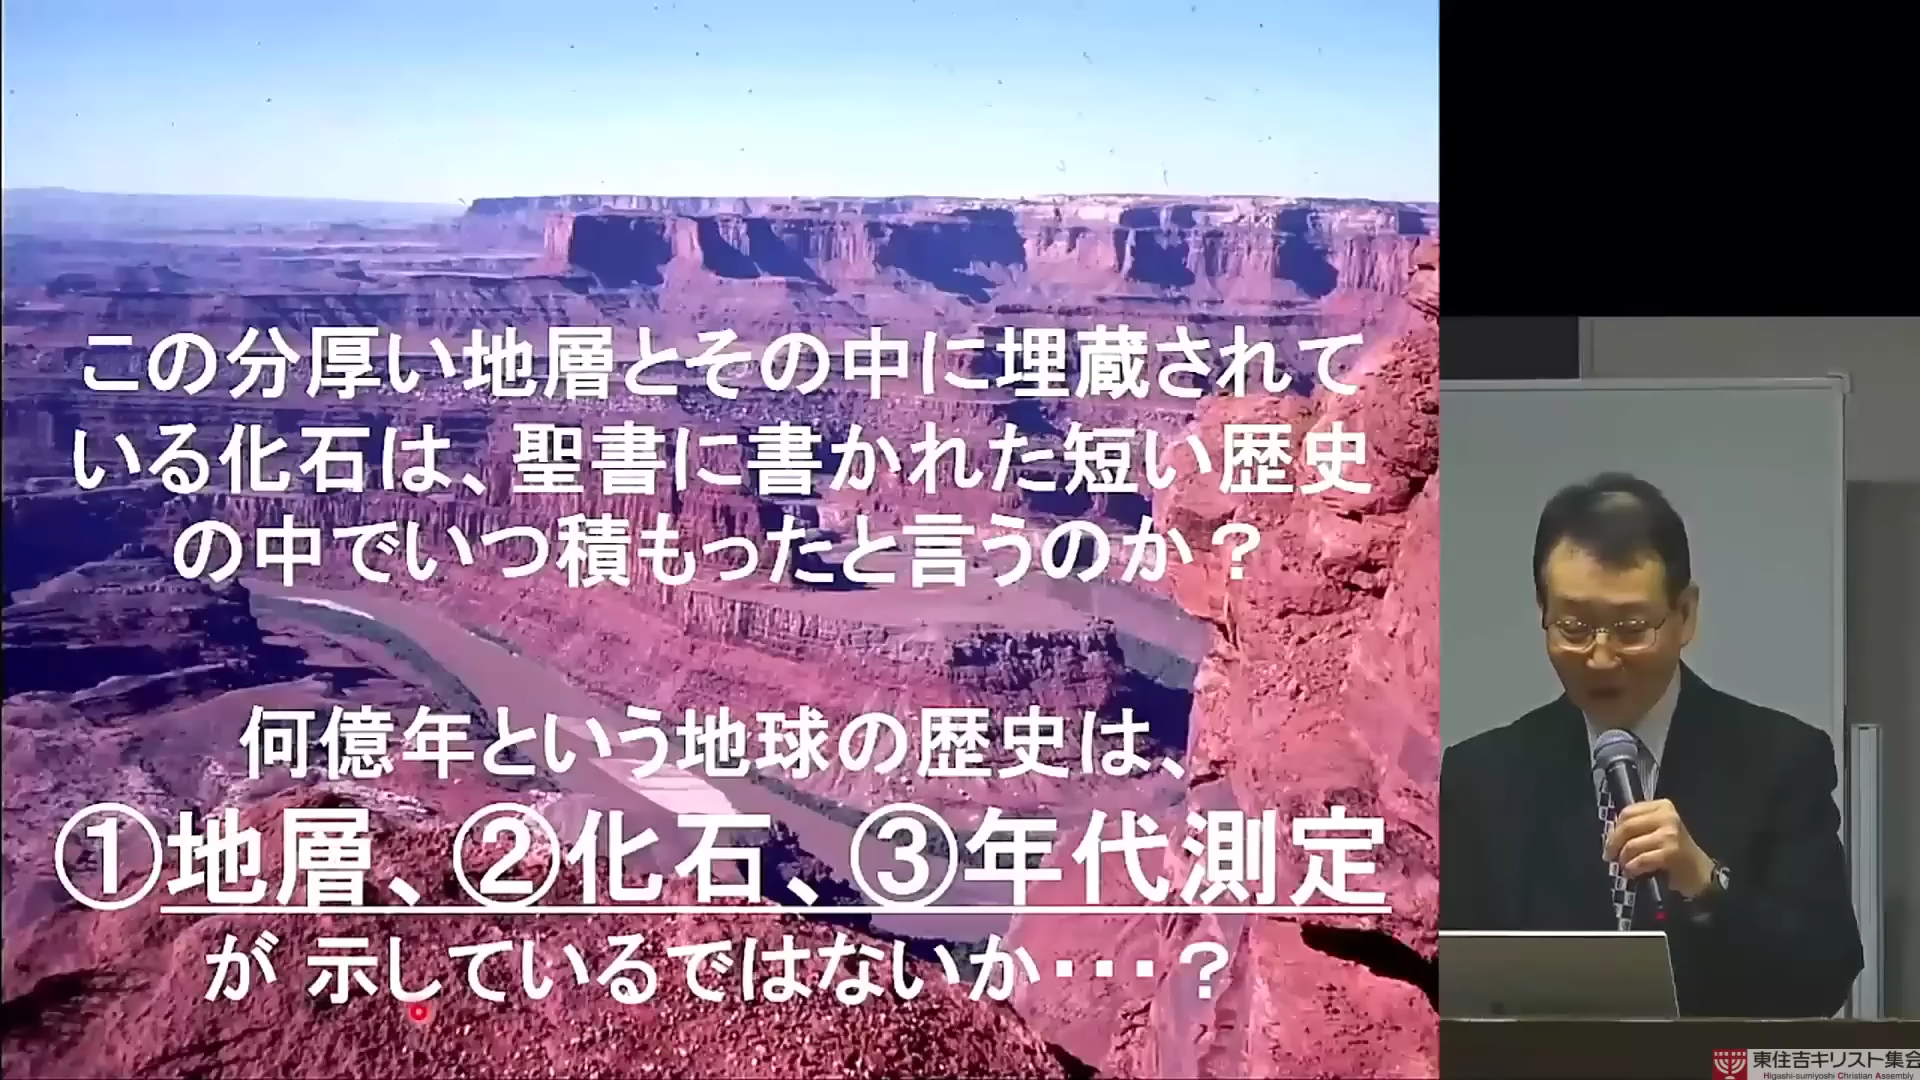 この分厚い地層とその中に埋蔵されて
いる化石は、聖書に書かれた短い歴史
の中でいつ積もったと言うのか？
何億年という地球の歴史は、
①地層、②化石、③年代測定
が 示しているではないか・・・？
東住吉キリスト集会
Higashi-sumiyoshi Christian Assembly